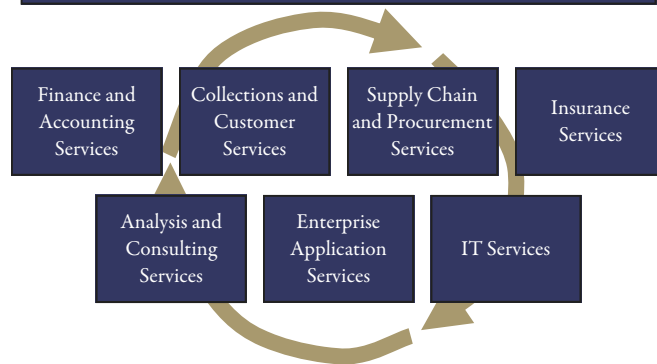 Finance and
Accounting
Services
Collections and
Customer
Services
Supply Chain
and Procurement
Services
Insurance
Services
Analysis and
Consulting
Services
Enterprise
Application
Services
IT Services